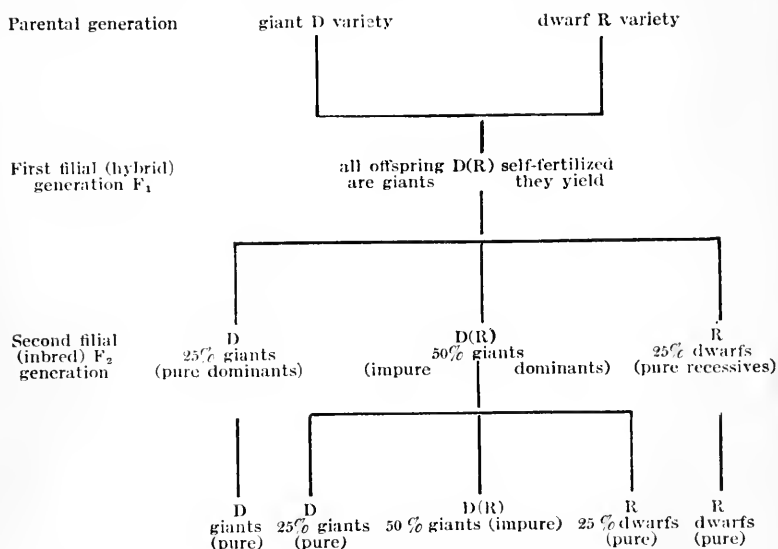 Parental generation giant D variety dwarf R variety
First filial (hybrid) all offspring D(R) self-fertilized
generation F₁ are giants they yield
D D(R) R
Second filial 25% giants 50% giants 25% dwarfs
(inbred) F₂ (pure dominants) (impure dominants) (pure recessives)
generation
D D D(R) R R
giants 25% giants 50% giants (impure) 25% dwarfs dwarfs
(pure) (pure) (pure) (pure)